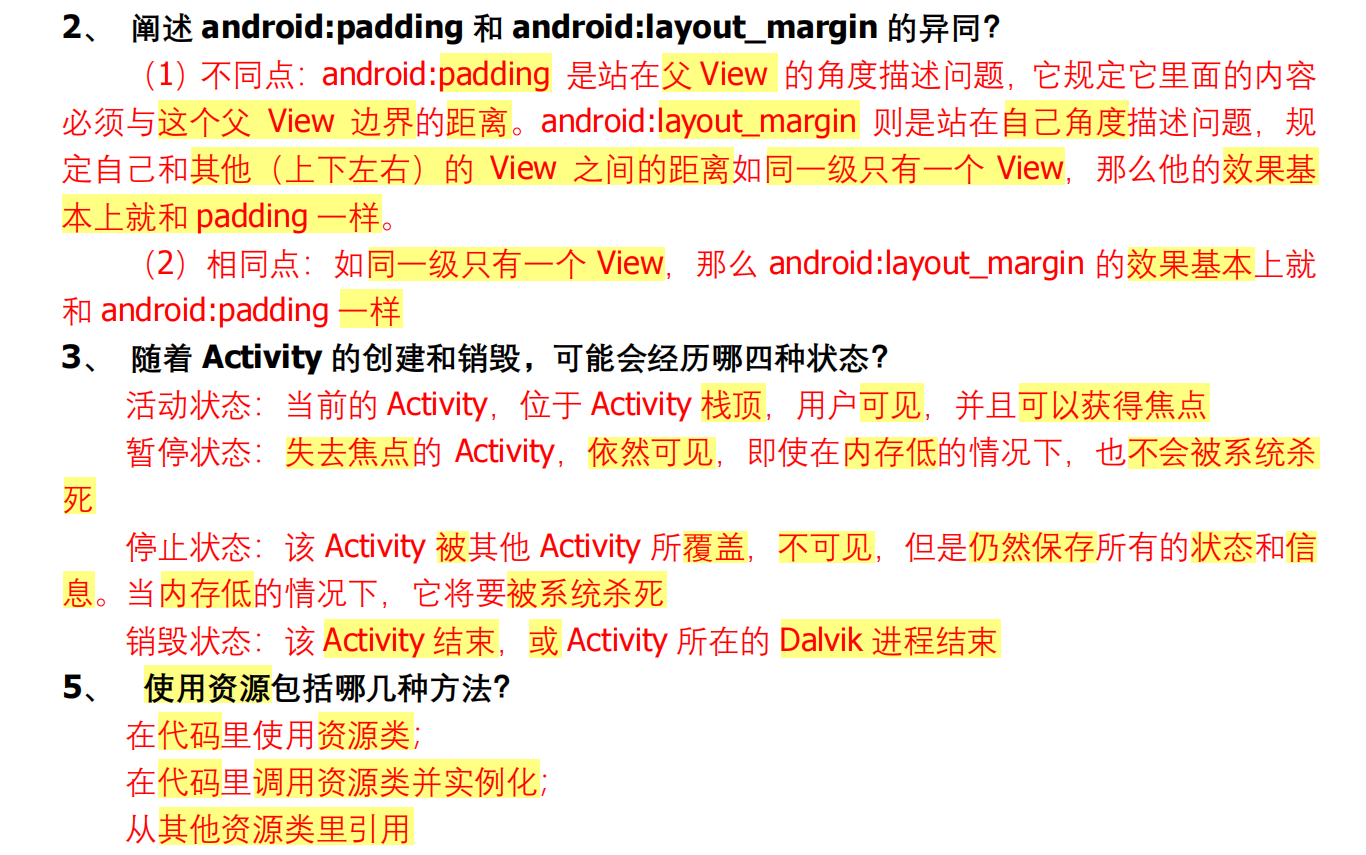 2、 阐述 android:padding 和 android:layout_margin 的异同？
（1）不同点：android:padding 是站在父 View 的角度描述问题，它规定它里面的内容
必须与这个父 View 边界的距离。android:layout_margin 则是站在自己角度描述问题，规
定自己和其他（上下左右）的 View 之间的距离如同一级只有一个 View，那么他的效果基
本上就和 padding 一样。
（2）相同点：如同一级只有一个 View，那么 android:layout_margin 的效果基本上就
和 android:padding 一样
3、 随着 Activity 的创建和销毁，可能会经历哪四种状态？
活动状态：当前的 Activity，位于 Activity 栈顶，用户可见，并且可以获得焦点
暂停状态：失去焦点的 Activity，依然可见，即使在内存低的情况下，也不会被系统杀
死
停止状态：该 Activity 被其他 Activity 所覆盖，不可见，但是仍然保存所有的状态和信
息。当内存低的情况下，它将要被系统杀死
销毁状态：该 Activity 结束，或 Activity 所在的 Dalvik 进程结束
5、 使用资源包括哪几种方法？
在代码里使用资源类；
在代码里调用资源类并实例化；
从其他资源类里引用